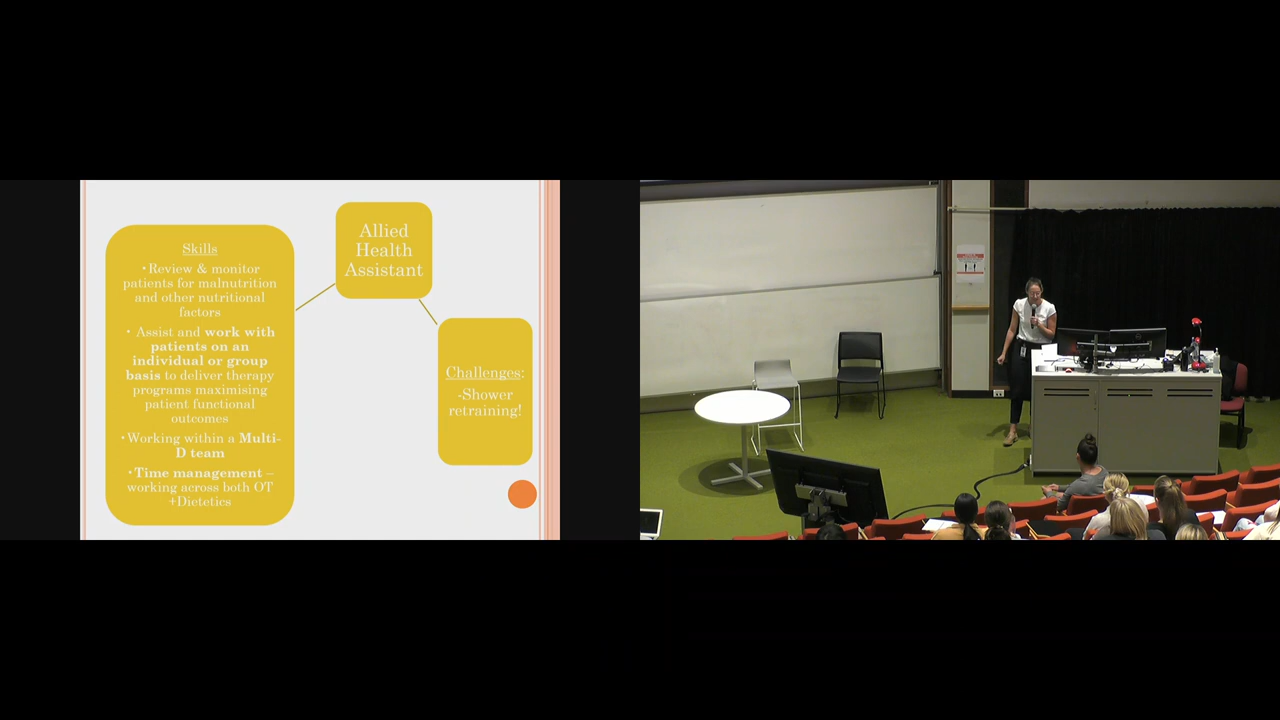 Allied
Health
Assistant
Skills
•Review & monitor
patients for malnutrition
and other nutritional
factors
• Assist and work with
patients on an
individual or group
basis to deliver therapy
programs maximising
patient functional
outcomes
•Working within a Multi-
D team
•Time management –
working across both OT
+Dietetics
Challenges:
-Shower
retraining!